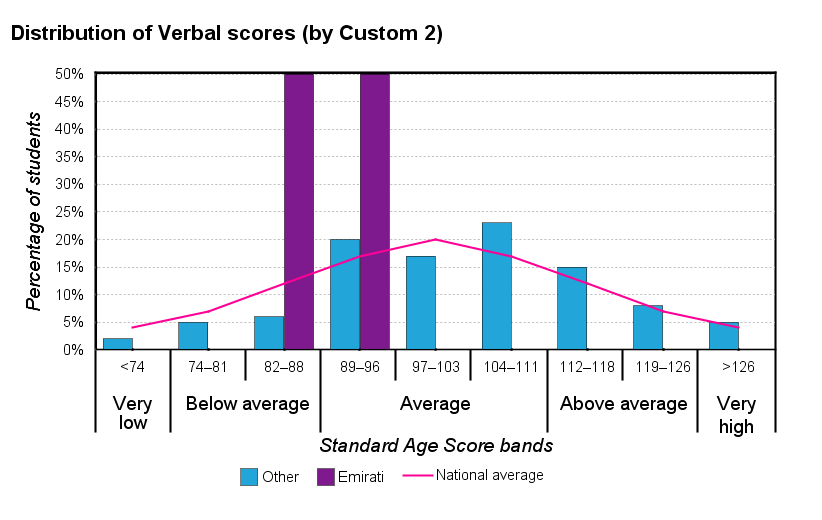 Distribution of Verbal scores (by Custom 2)
Percentage of students
50%
45%
40%
35%
30%
25%
20%
15%
10%
5%
0%
<74 74–81 82–88 89–96 97–103 104–111 112–118 119–126 >126
Very low Below average Average Above average Very high
Standard Age Score bands
Other Emirati National average